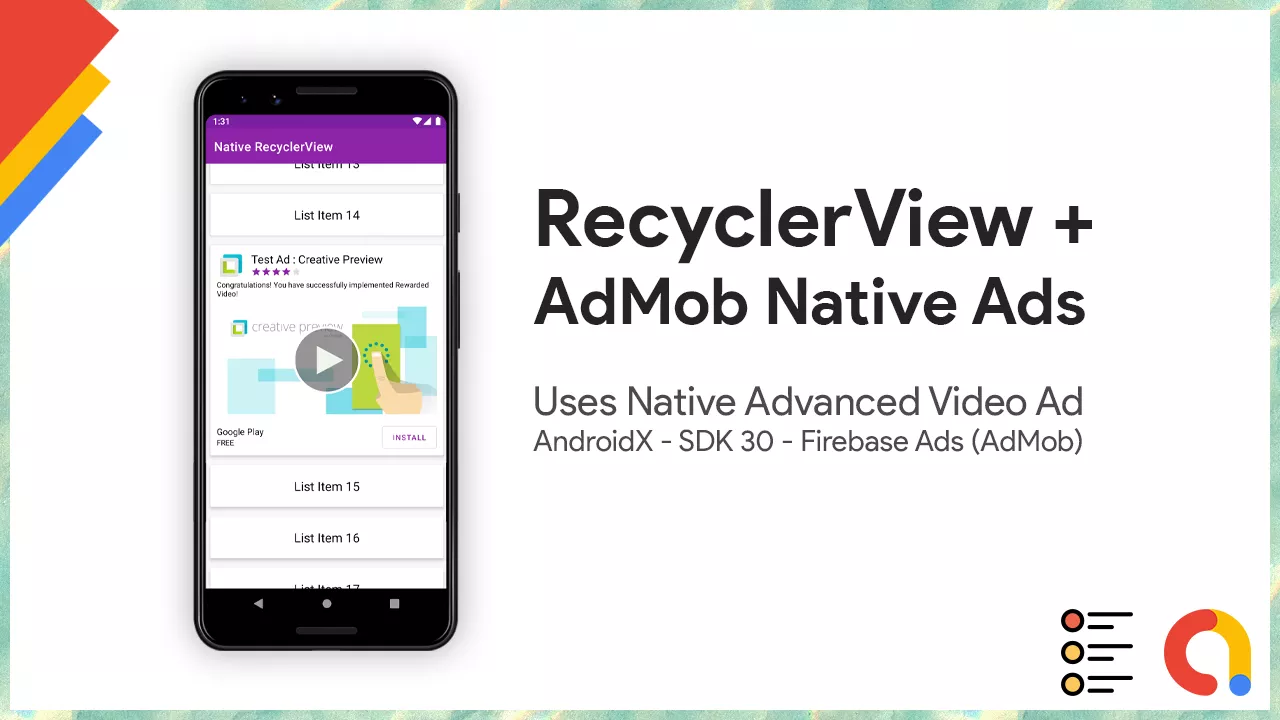 1:31
Native RecyclerView
List Item 13
List Item 14
Test Ad : Creative Preview
Congratulations! You have successfully implemented Rewarded
Video!
creative preview
Google Play
FREE
INSTALL
List Item 15
List Item 16
List Item 17
RecyclerView +
AdMob Native Ads
Uses Native Advanced Video Ad
AndroidX - SDK 30 - Firebase Ads (AdMob)